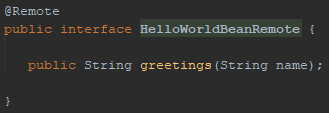 @Remote
public interface HelloWorldBeanRemote {
public String greetings(String name);
}